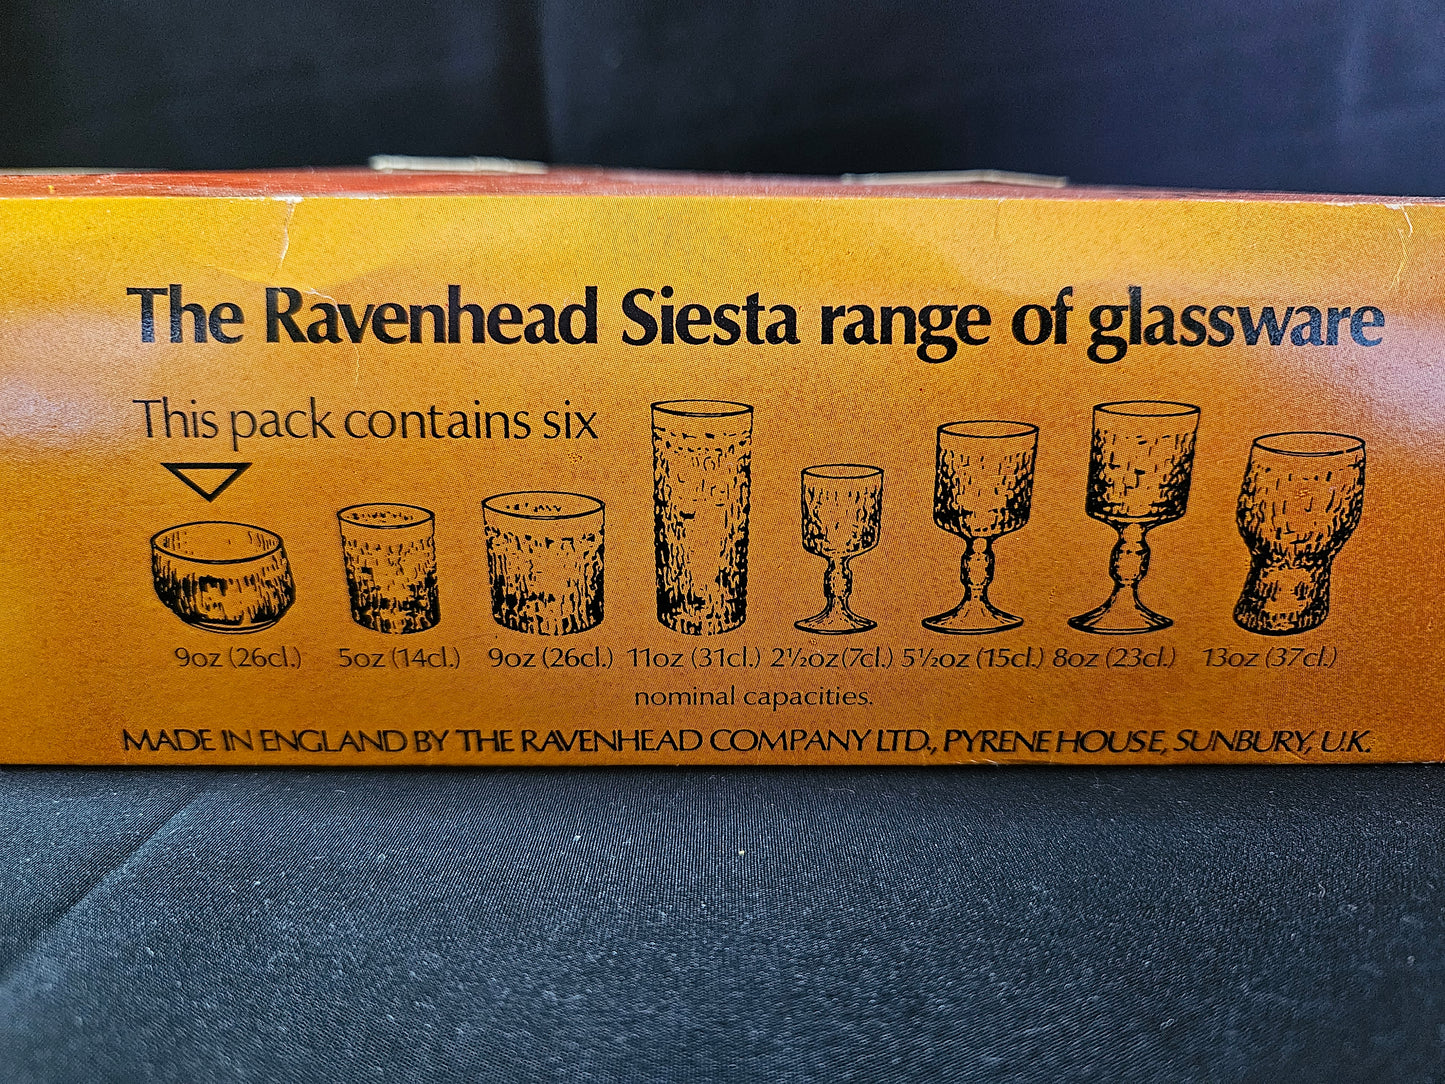 The Ravenhead Siesta range of glassware
This pack contains six
9oz (26cl.) 5oz (14cl.) 9oz (26cl.) 11oz (31cl.) 2½oz (7cl.) 5½oz (15cl.) 8oz (23cl.) 13oz (37cl.)
nominal capacities.
MADE IN ENGLAND BY THE RAVENHEAD COMPANY LTD., PYRENE HOUSE, SUNBURY, U.K.